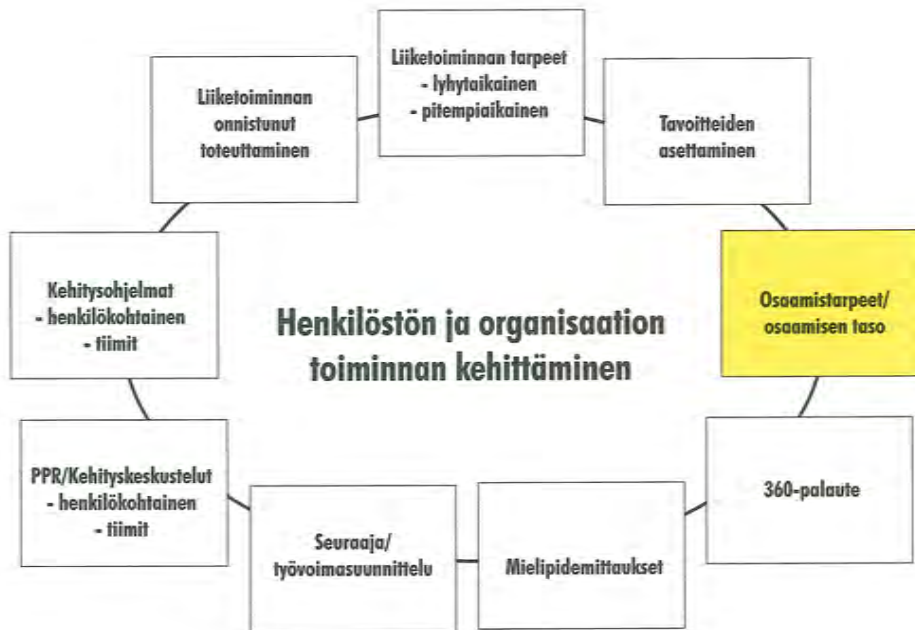 Liiketoiminnan tarpeet
- lyhytaikainen
- pitempiaikainen
Liiketoiminnan
onnistunut
toteuttaminen
Tavoitteiden
asettaminen
Kehitysohjelmat
- henkilökohtainen
- tiimit
Henkilöstön ja organisaation
toiminnan kehittäminen
Osaamistarpeet/
osaamisen taso
PPR/Kehityskeskustelut
- henkilökohtainen
- tiimit
360-palaute
Seuraaja/
työvoimasuunnittelu
Mielipidemittaukset